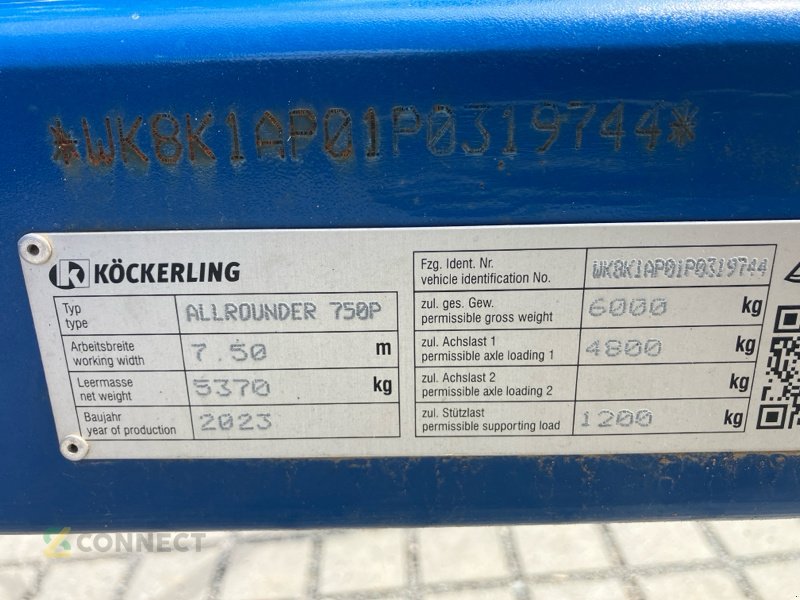 *WK8K1AP01P0319744*
KÖCKERLING
Typ
type
ALLROUNDER 750P
Arbeitsbreite
working width
7.50 m
Leermasse
net weight
5370 kg
Baujahr
year of production
2023
Fzg. Ident. Nr.
vehicle identification No.
WK8K1AP01P0319744
zul. ges. Gew.
permissible gross weight
6000 kg
zul. Achslast 1
permissible axle loading 1
4800 kg
zul. Achslast 2
permissible axle loading 2
kg
zul. Stützlast
permissible supporting load
1200 kg
CONNECT